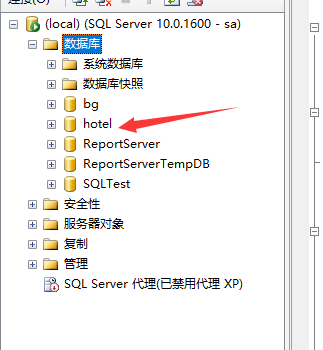 (local) (SQL Server 10.0.1600 - sa)
数据库
系统数据库
数据库快照
bg
hotel
ReportServer
ReportServerTempDB
SQLTest
安全性
服务器对象
复制
管理
SQL Server 代理(已禁用代理 XP)